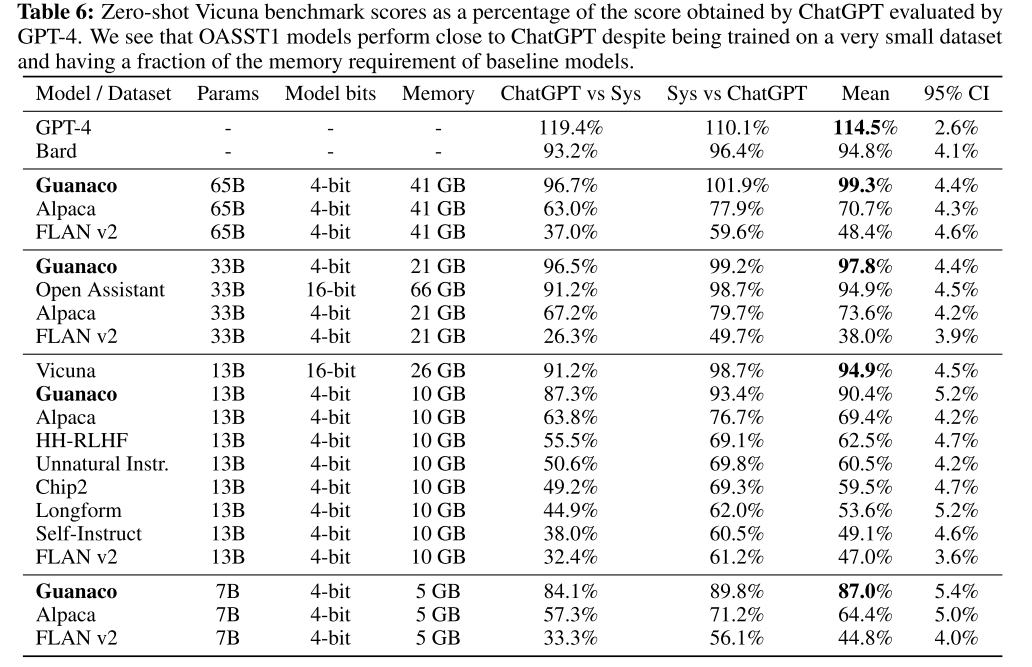 Table 6: Zero-shot Vicuna benchmark scores as a percentage of the score obtained by ChatGPT evaluated by
GPT-4. We see that OASST1 models perform close to ChatGPT despite being trained on a very small dataset
and having a fraction of the memory requirement of baseline models.
Model / Dataset Params Model bits Memory ChatGPT vs Sys Sys vs ChatGPT Mean 95% CI
GPT-4 - - - 119.4% 110.1% 114.5% 2.6%
Bard - - - 93.2% 96.4% 94.8% 4.1%
Guanaco 65B 4-bit 41 GB 96.7% 101.9% 99.3% 4.4%
Alpaca 65B 4-bit 41 GB 63.0% 77.9% 70.7% 4.3%
FLAN v2 65B 4-bit 41 GB 37.0% 59.6% 48.4% 4.6%
Guanaco 33B 4-bit 21 GB 96.5% 99.2% 97.8% 4.4%
Open Assistant 33B 16-bit 66 GB 91.2% 98.7% 94.9% 4.5%
Alpaca 33B 4-bit 21 GB 67.2% 79.7% 73.6% 4.2%
FLAN v2 33B 4-bit 21 GB 26.3% 49.7% 38.0% 3.9%
Vicuna 13B 16-bit 26 GB 91.2% 98.7% 94.9% 4.5%
Guanaco 13B 4-bit 10 GB 87.3% 93.4% 90.4% 5.2%
Alpaca 13B 4-bit 10 GB 63.8% 76.7% 69.4% 4.2%
HH-RLHF 13B 4-bit 10 GB 55.5% 69.1% 62.5% 4.7%
Unnatural Instr. 13B 4-bit 10 GB 50.6% 69.8% 60.5% 4.2%
Chip2 13B 4-bit 10 GB 49.2% 69.3% 59.5% 4.7%
Longform 13B 4-bit 10 GB 44.9% 62.0% 53.6% 5.2%
Self-Instruct 13B 4-bit 10 GB 38.0% 60.5% 49.1% 4.6%
FLAN v2 13B 4-bit 10 GB 32.4% 61.2% 47.0% 3.6%
Guanaco 7B 4-bit 5 GB 84.1% 89.8% 87.0% 5.4%
Alpaca 7B 4-bit 5 GB 57.3% 71.2% 64.4% 5.0%
FLAN v2 7B 4-bit 5 GB 33.3% 56.1% 44.8% 4.0%